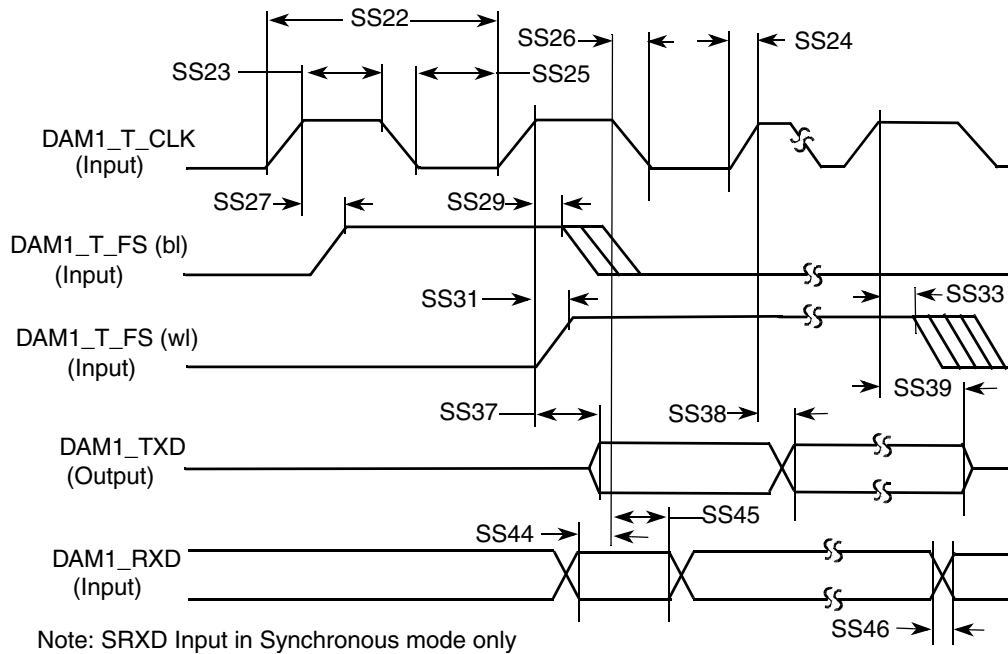 SS22
SS26
SS24
SS23
SS25
DAM1_T_CLK
(Input)
SS27
SS29
DAM1_T_FS (bl)
(Input)
SS31
SS33
DAM1_T_FS (wl)
(Input)
SS39
SS37
SS38
DAM1_TXD
(Output)
SS44
SS45
DAM1_RXD
(Input)
SS46
Note: SRXD Input in Synchronous mode only